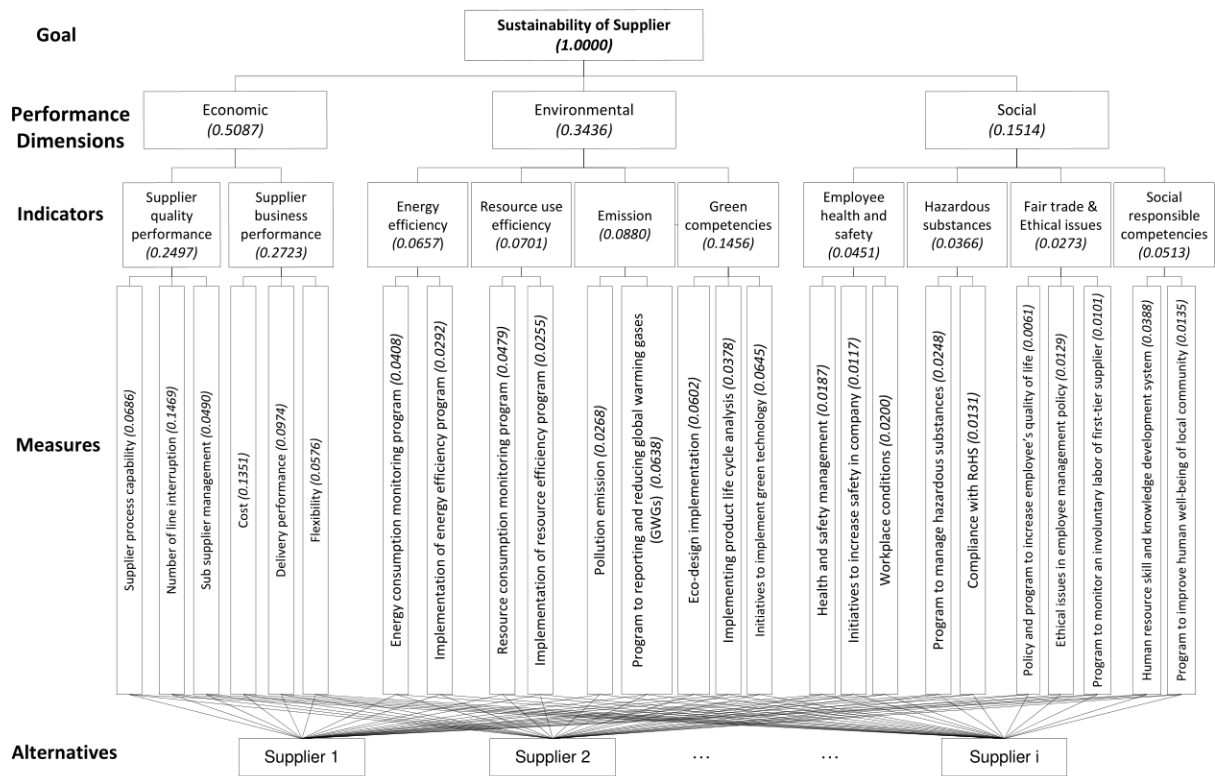 Goal
Sustainability of Supplier
(1.0000)
Performance
Dimensions
Economic
(0.5087)
Environmental
(0.3436)
Social
(0.1514)
Indicators
Supplier
quality
performance
(0.2497)
Supplier
business
performance
(0.2723)
Energy
efficiency
(0.0657)
Resource use
efficiency
(0.0701)
Emission
(0.0880)
Green
competencies
(0.1456)
Employee
health and
safety
(0.0451)
Hazardous
substances
(0.0366)
Fair trade &
Ethical issues
(0.0273)
Social
responsible
competencies
(0.0513)
Measures
Supplier process capability (0.0686)
Number of line interruption (0.1469)
Sub supplier management (0.0490)
Cost (0.1351)
Delivery performance (0.0974)
Flexibility (0.0576)
Energy consumption monitoring program (0.0408)
Implementation of energy efficiency program (0.0292)
Resource consumption monitoring program (0.0479)
Implementation of resource efficiency program (0.0255)
Pollution emission (0.0268)
Program to reporting and reducing global warming gases
(GWGs) (0.0638)
Eco-design implementation (0.0602)
Implementing product life cycle analysis (0.0378)
Initiatives to implement green technology (0.0645)
Health and safety management (0.0187)
Initiatives to increase safety in company (0.0117)
Workplace conditions (0.0200)
Program to manage hazardous substances (0.0248)
Compliance with RoHS (0.0131)
Policy and program to increase employee's quality of life (0.0061)
Ethical issues in employee management policy (0.0129)
Program to monitor an involuntary labor of first-tier supplier (0.0101)
Human resource skill and knowledge development system (0.0388)
Program to improve human well-being of local community (0.0135)
Alternatives
Supplier 1
Supplier 2
...
...
Supplier i